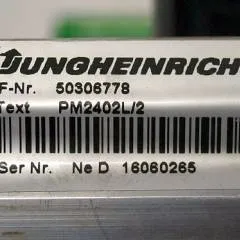 JUNGHEINRICH
F-Nr. 50306778
Text PM2402L/2
Ser Nr. Ne D 16060265